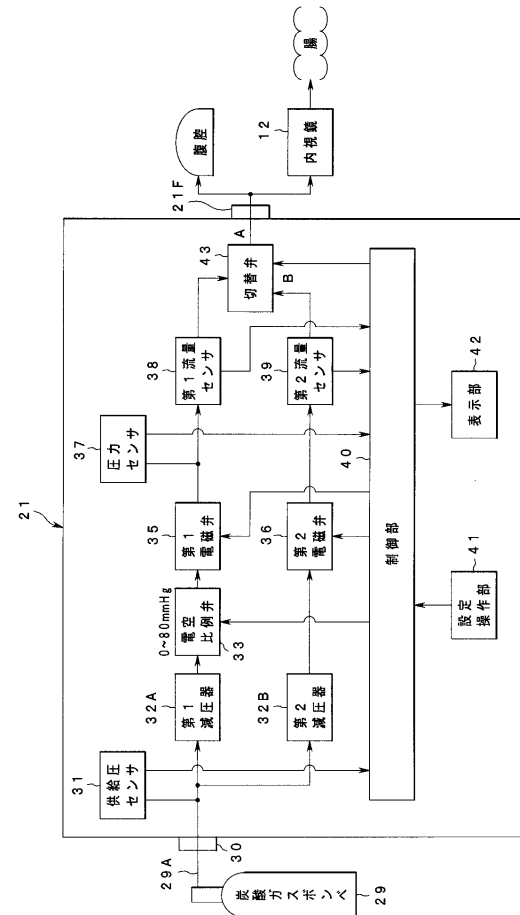 21
29
炭酸ガスボンベ
29A
30
31
供給圧
センサ
32A
第1
減圧器
32B
第2
減圧器
0~80mmHg
電空
比例弁
33
35
第1
電磁弁
36
第2
電磁弁
37
圧力
センサ
38
第1流量
センサ
39
第2流量
センサ
43
切替弁
A
B
21F
腹腔
12
内視鏡
腸
40
制御部
41
設定
操作部
42
表示部